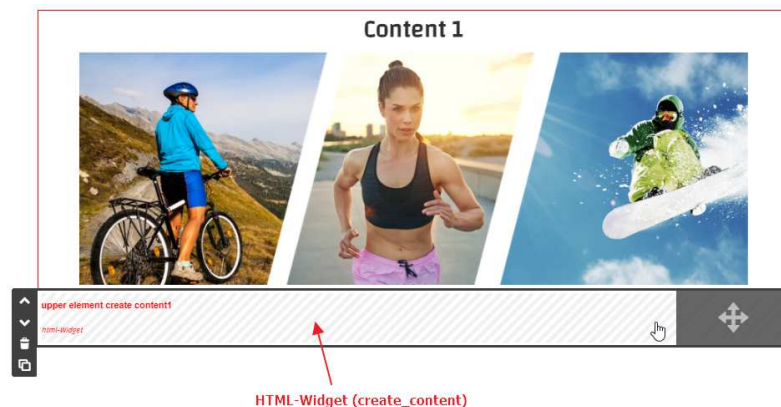 Content 1
upper element create content1
html-Widget
HTML-Widget (create_content)